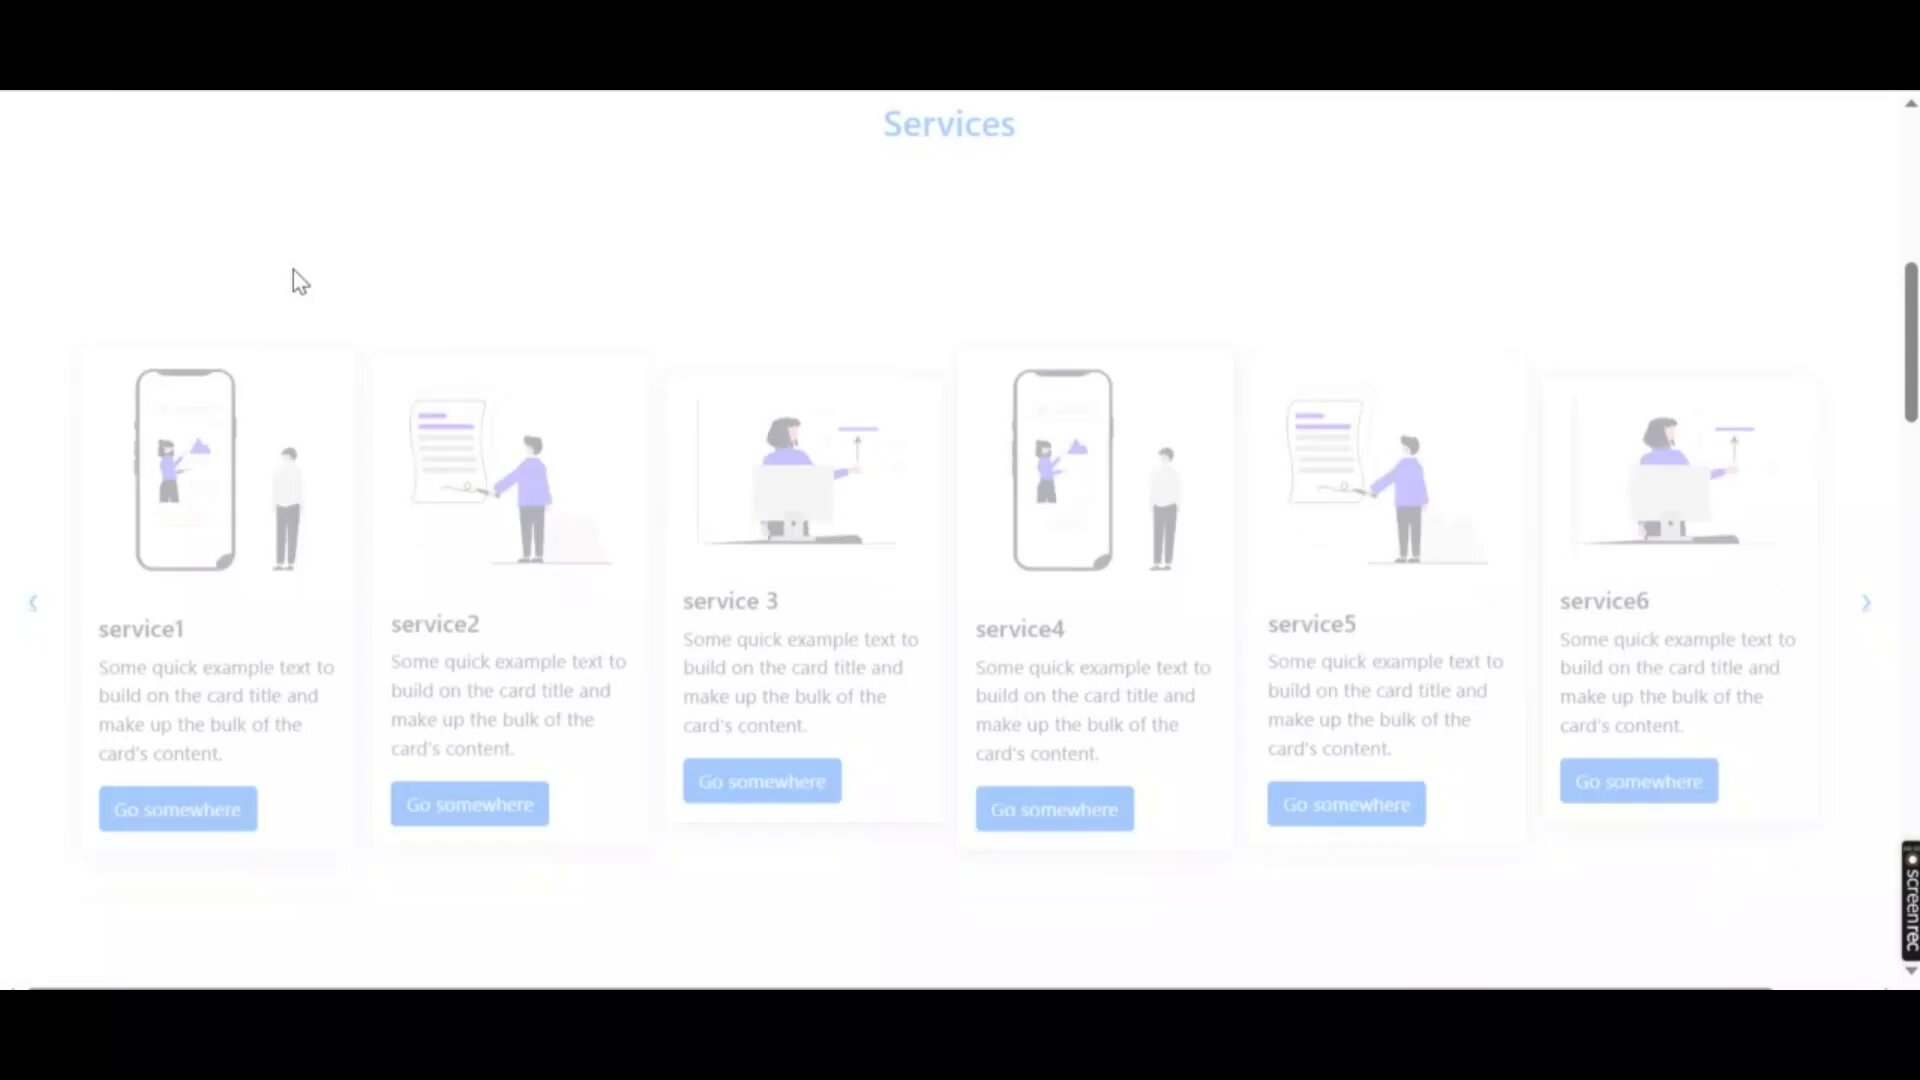 Services
service1
Some quick example text to
build on the card title and
make up the bulk of the
card's content.
Go somewhere
service2
Some quick example text to
build on the card title and
make up the bulk of the
card's content.
Go somewhere
service 3
Some quick example text to
build on the card title and
make up the bulk of the
card's content.
Go somewhere
service4
Some quick example text to
build on the card title and
make up the bulk of the
card's content.
Go somewhere
service5
Some quick example text to
build on the card title and
make up the bulk of the
card's content.
Go somewhere
service6
Some quick example text to
build on the card title and
make up the bulk of the
card's content.
Go somewhere
screenrec